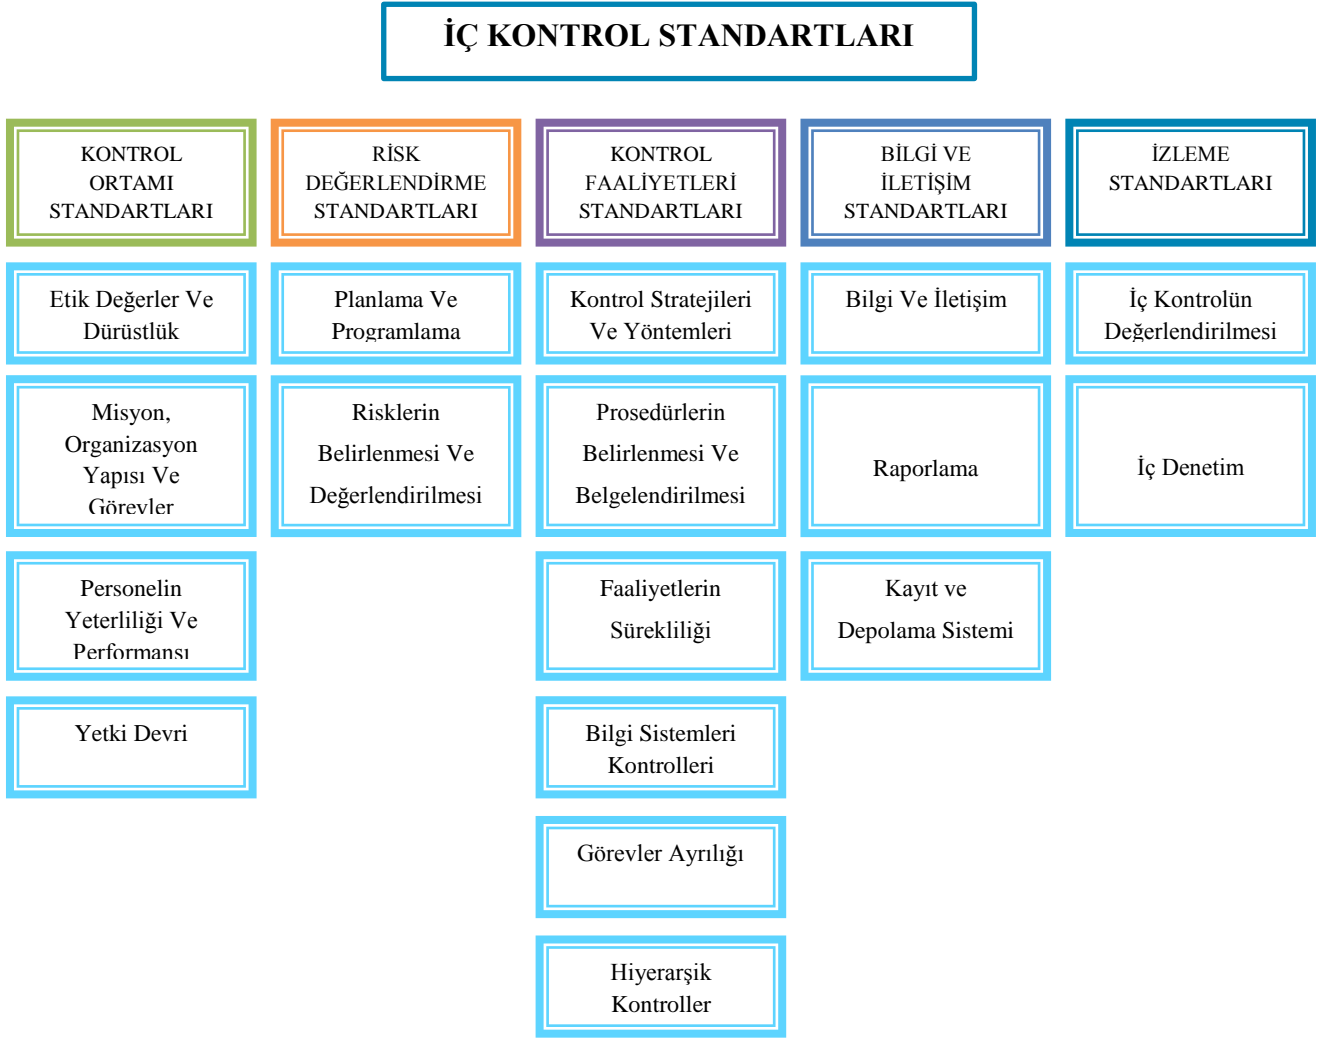 İÇ KONTROL STANDARTLARI
KONTROL
ORTAMI
STANDARTLARI
RİSK
DEĞERLENDİRME
STANDARTLARI
KONTROL
FAALİYETLERİ
STANDARTLARI
BİLGİ VE
İLETİŞİM
STANDARTLARI
İZLEME
STANDARTLARI
Etik Değerler Ve
Dürüstlük
Planlama Ve
Programlama
Kontrol Stratejileri
Ve Yöntemleri
Bilgi Ve İletişim
İç Kontrolün
Değerlendirilmesi
Misyon,
Organizasyon
Yapısı Ve
Görevler
Risklerin
Belirlenmesi Ve
Değerlendirilmesi
Prosedürlerin
Belirlenmesi Ve
Belgelendirilmesi
Raporlama
İç Denetim
Personelin
Yeterliliği Ve
Performansı
Faaliyetlerin
Sürekliliği
Kayıt ve
Depolama Sistemi
Yetki Devri
Bilgi Sistemleri
Kontrolleri
Görevler Ayrılığı
Hiyerarşik
Kontroller